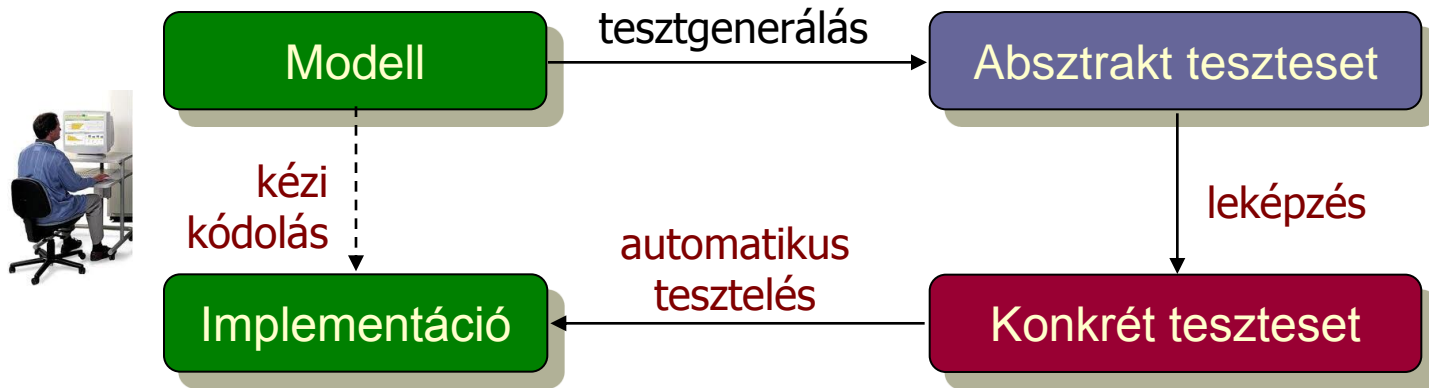 tesztgenerálás
Modell
Absztrakt teszteset
kézi
kódolás
leképzés
automatikus
tesztelés
Implementáció
Konkrét teszteset